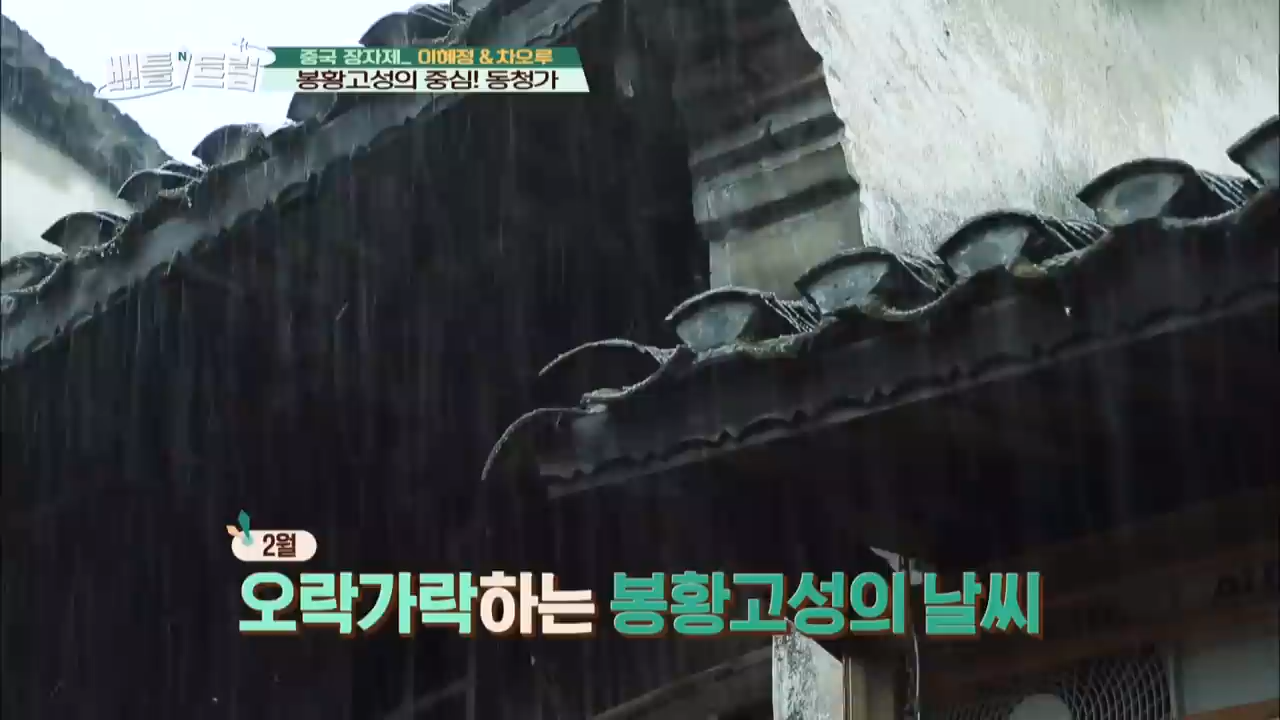 배틀트립
중국 장자제_ 이혜정 & 차오루
봉황고성의 중심! 동청가
2월
오락가락하는 봉황고성의 날씨